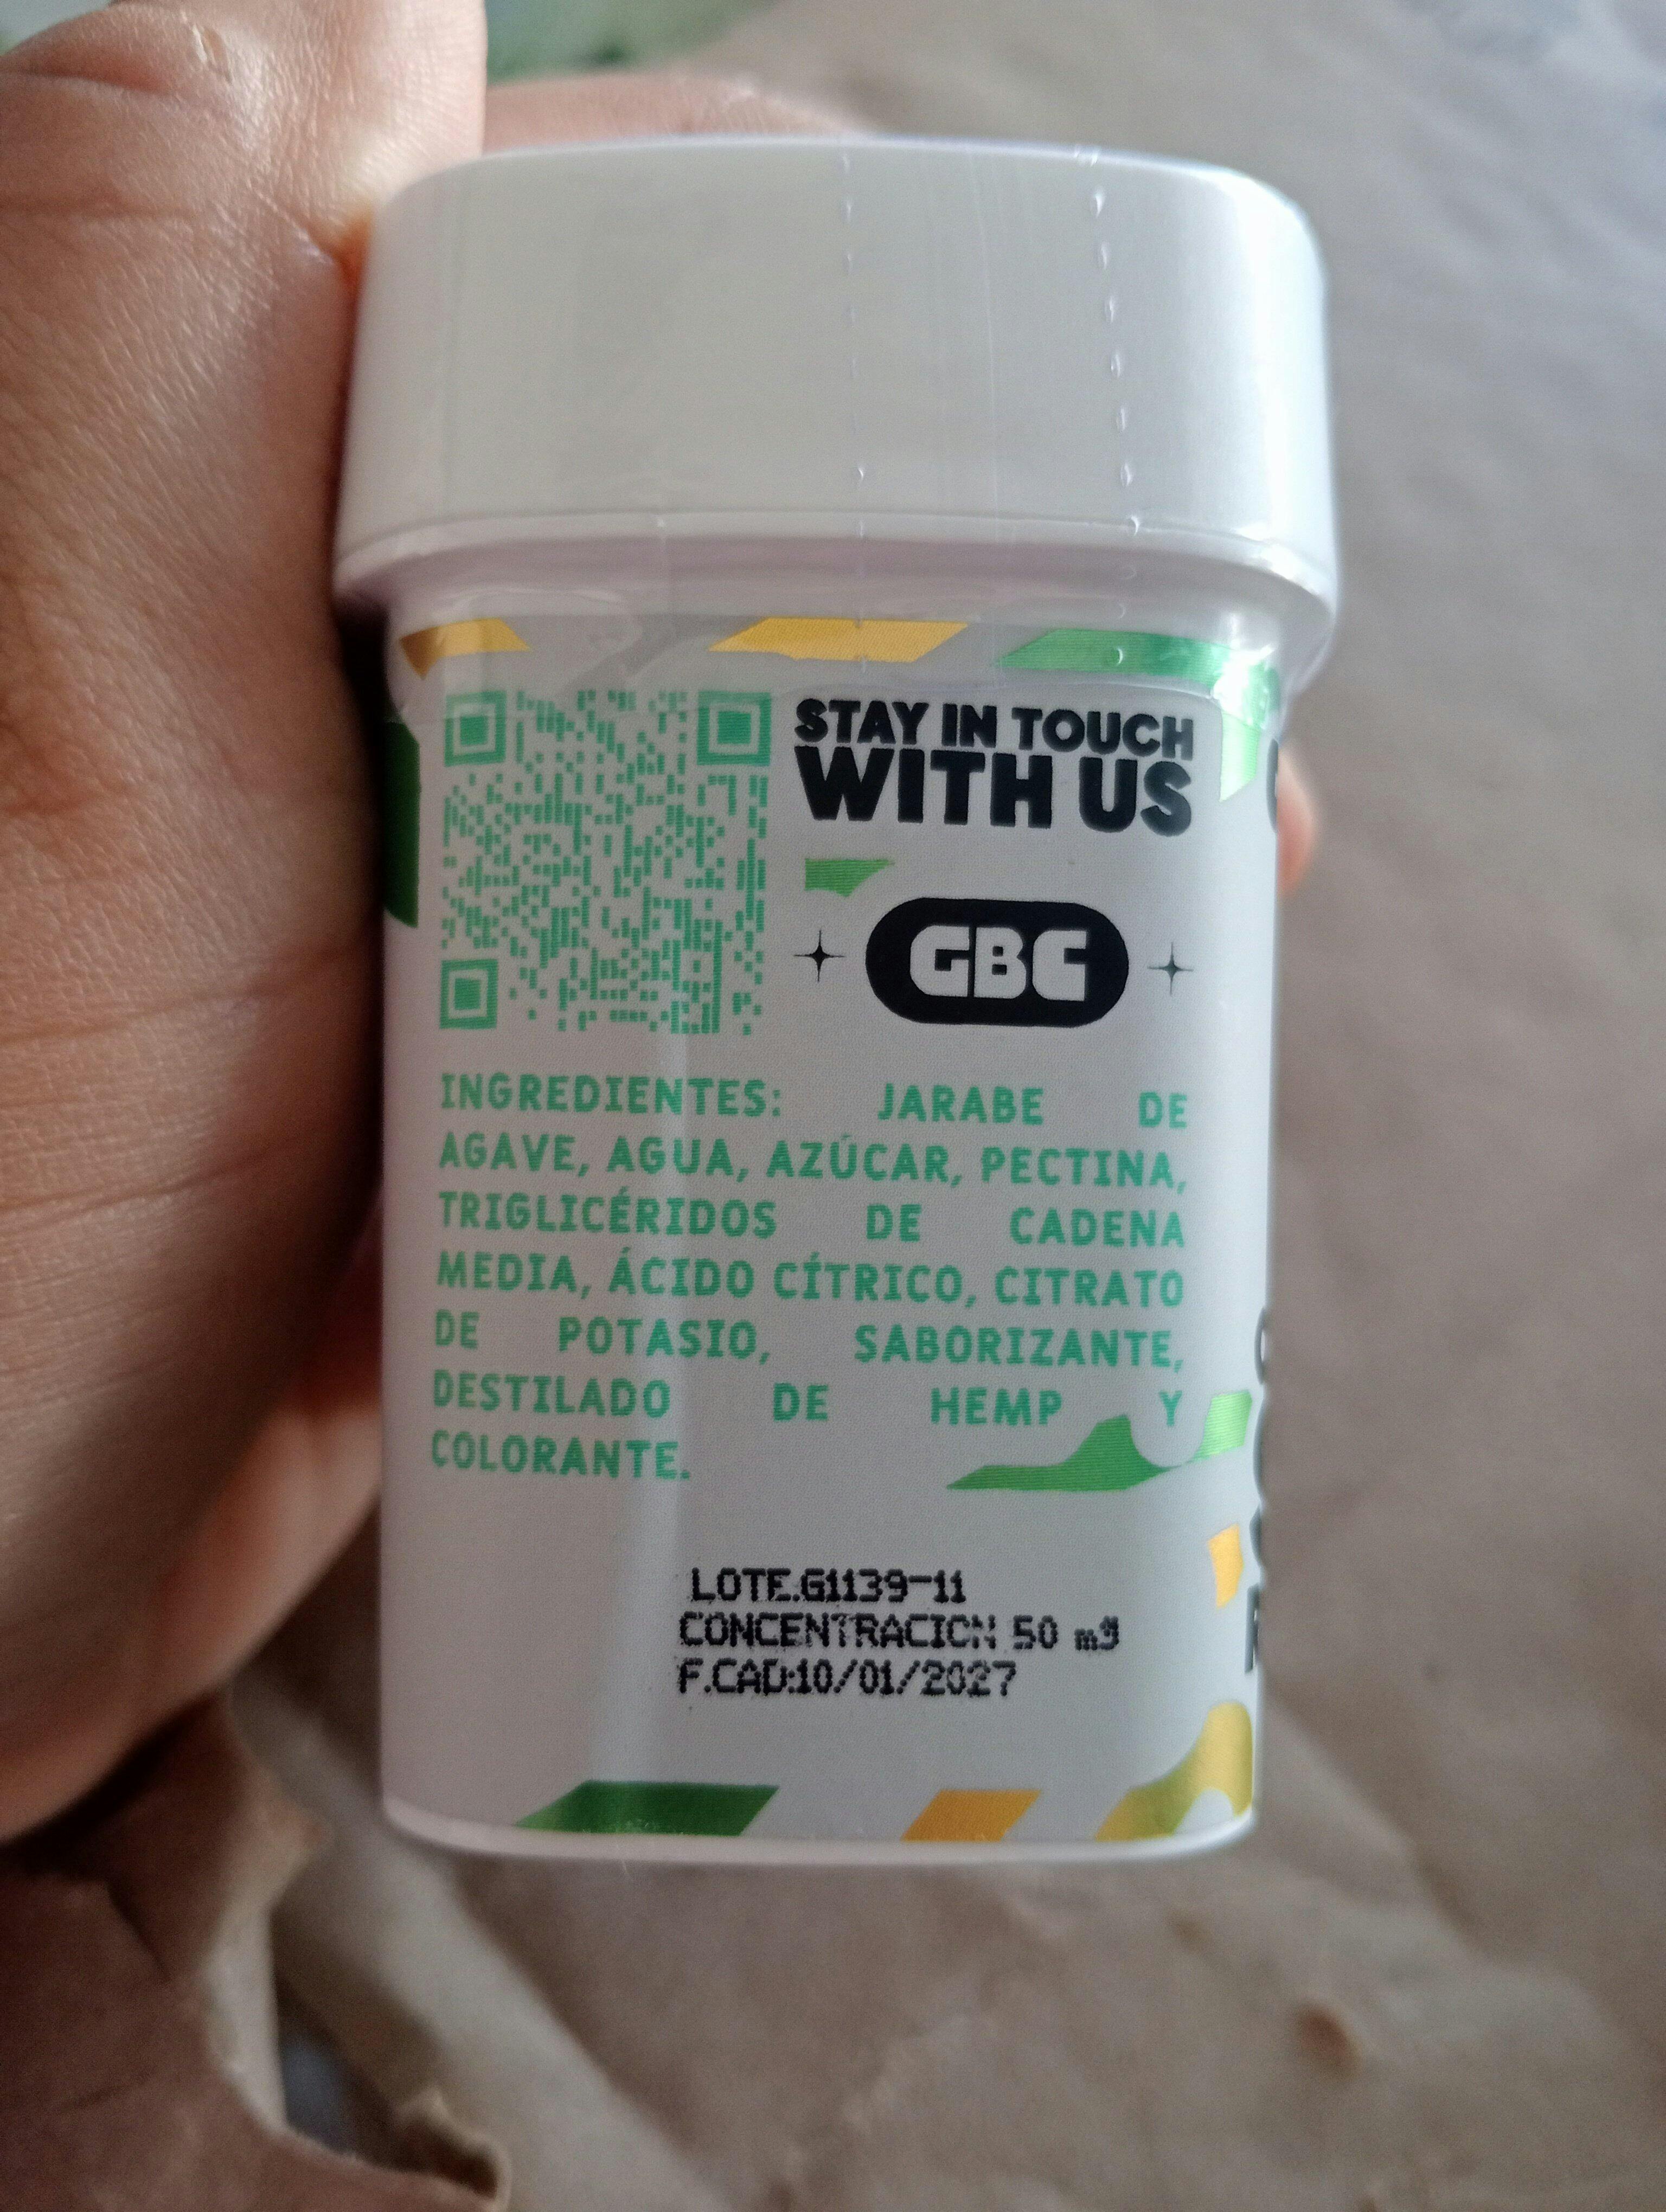 STAY IN TOUCH
WITH US
GBC
INGREDIENTES: JARABE DE
AGAVE, AGUA, AZÚCAR, PECTINA,
TRIGLICÉRIDOS DE CADENA
MEDIA, ÁCIDO CÍTRICO, CITRATO
DE POTASIO, SABORIZANTE,
DESTILADO DE HEMP Y
COLORANTE.
LOTE.G1139-11
CONCENTRACION 50 mg
F.CAD:10/01/2027